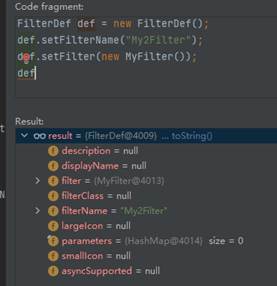 Code fragment:
FilterDef def = new FilterDef();
def.setFilterName("My2Filter");
def.setFilter(new MyFilter());
def
Result:
result = {FilterDef@4009} ... toString()
description = null
displayName = null
filter = {MyFilter@4013}
filterClass = null
filterName = "My2Filter"
largeIcon = null
parameters = {HashMap@4014} size = 0
smallIcon = null
asyncSupported = null